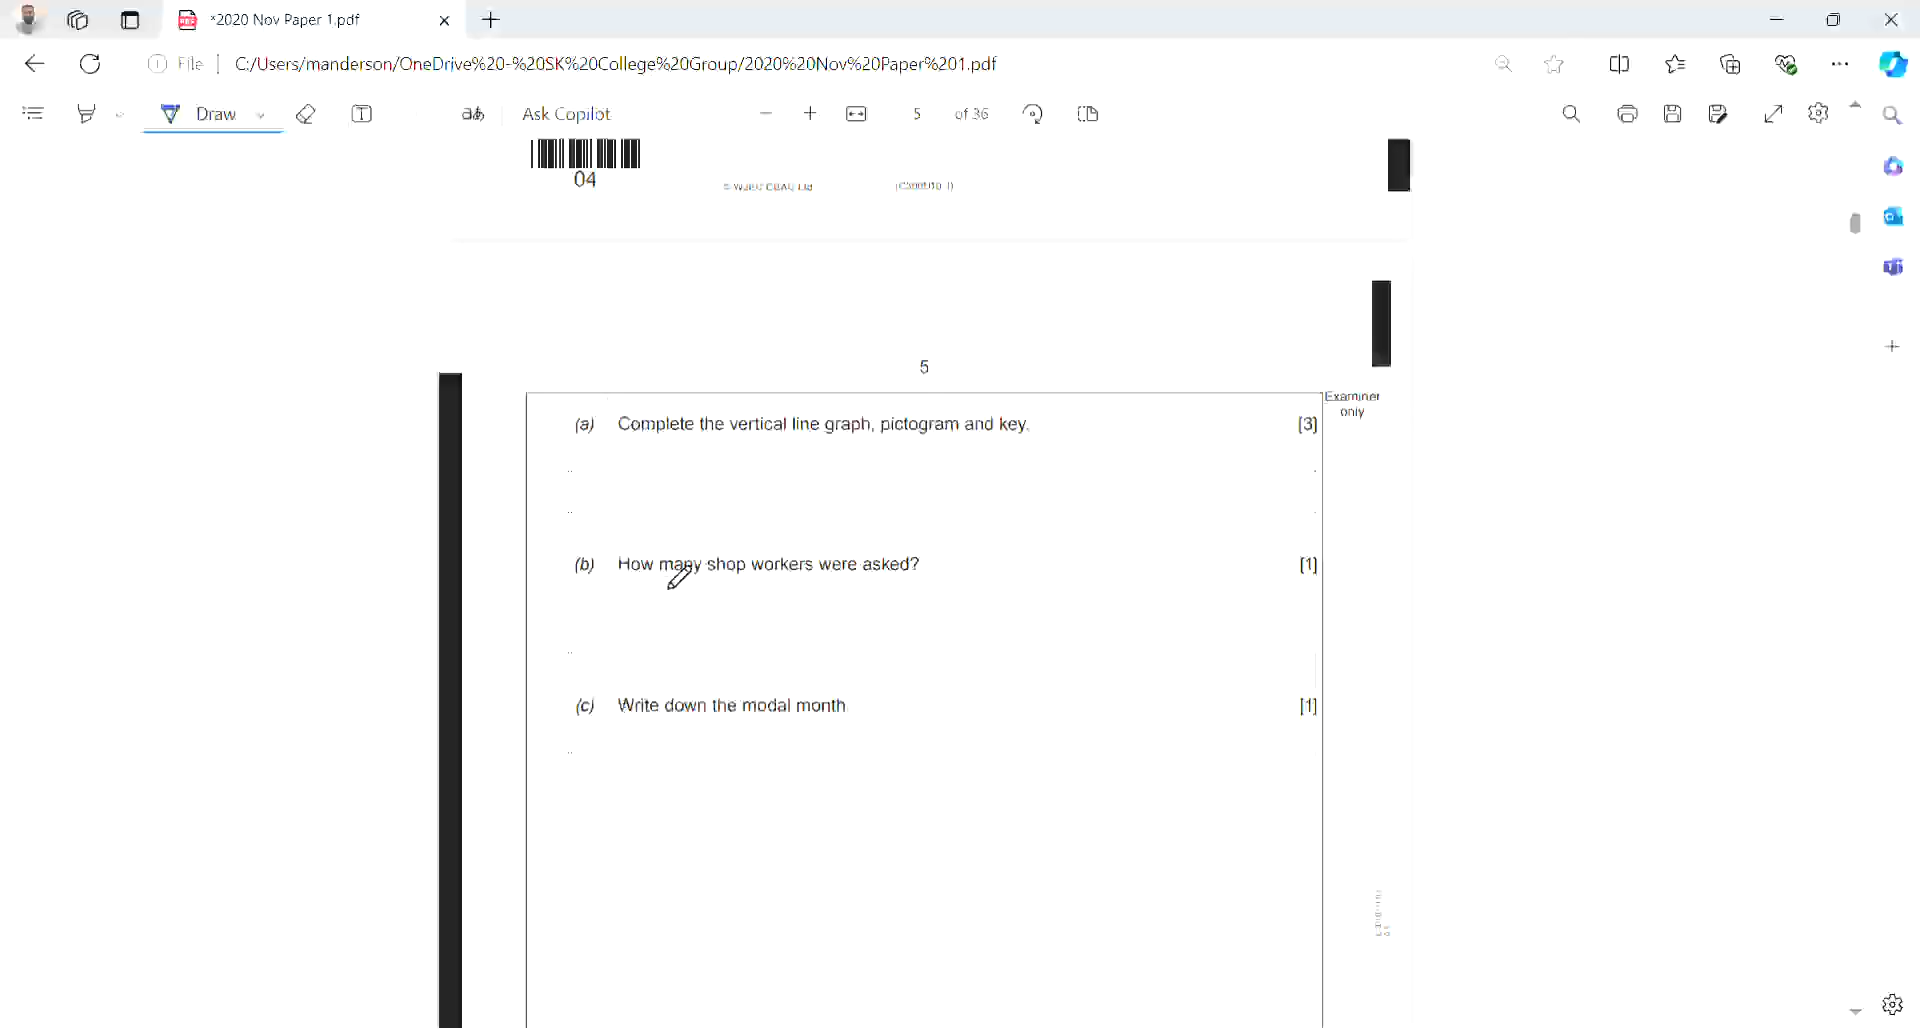 *2020 Nov Paper 1.pdf
File
C:/Users/manderson/OneDrive%20-%20SK%20College%20Group/2020%20Nov%20Paper%201.pdf
Draw
Ask Copilot
5 of 36
04
5
Examiner
only
(a) Complete the vertical line graph, pictogram and key. [3]
(b) How many shop workers were asked? [1]
(c) Write down the modal month [1]